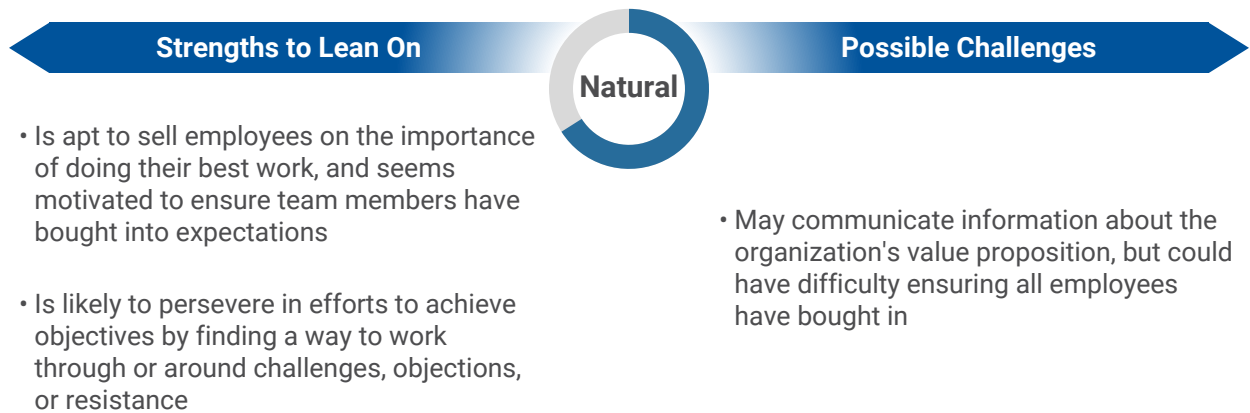 Strengths to Lean On
Natural
Possible Challenges
• Is apt to sell employees on the importance
of doing their best work, and seems
motivated to ensure team members have
bought into expectations
• Is likely to persevere in efforts to achieve
objectives by finding a way to work
through or around challenges, objections,
or resistance
• May communicate information about the
organization's value proposition, but could
have difficulty ensuring all employees
have bought in